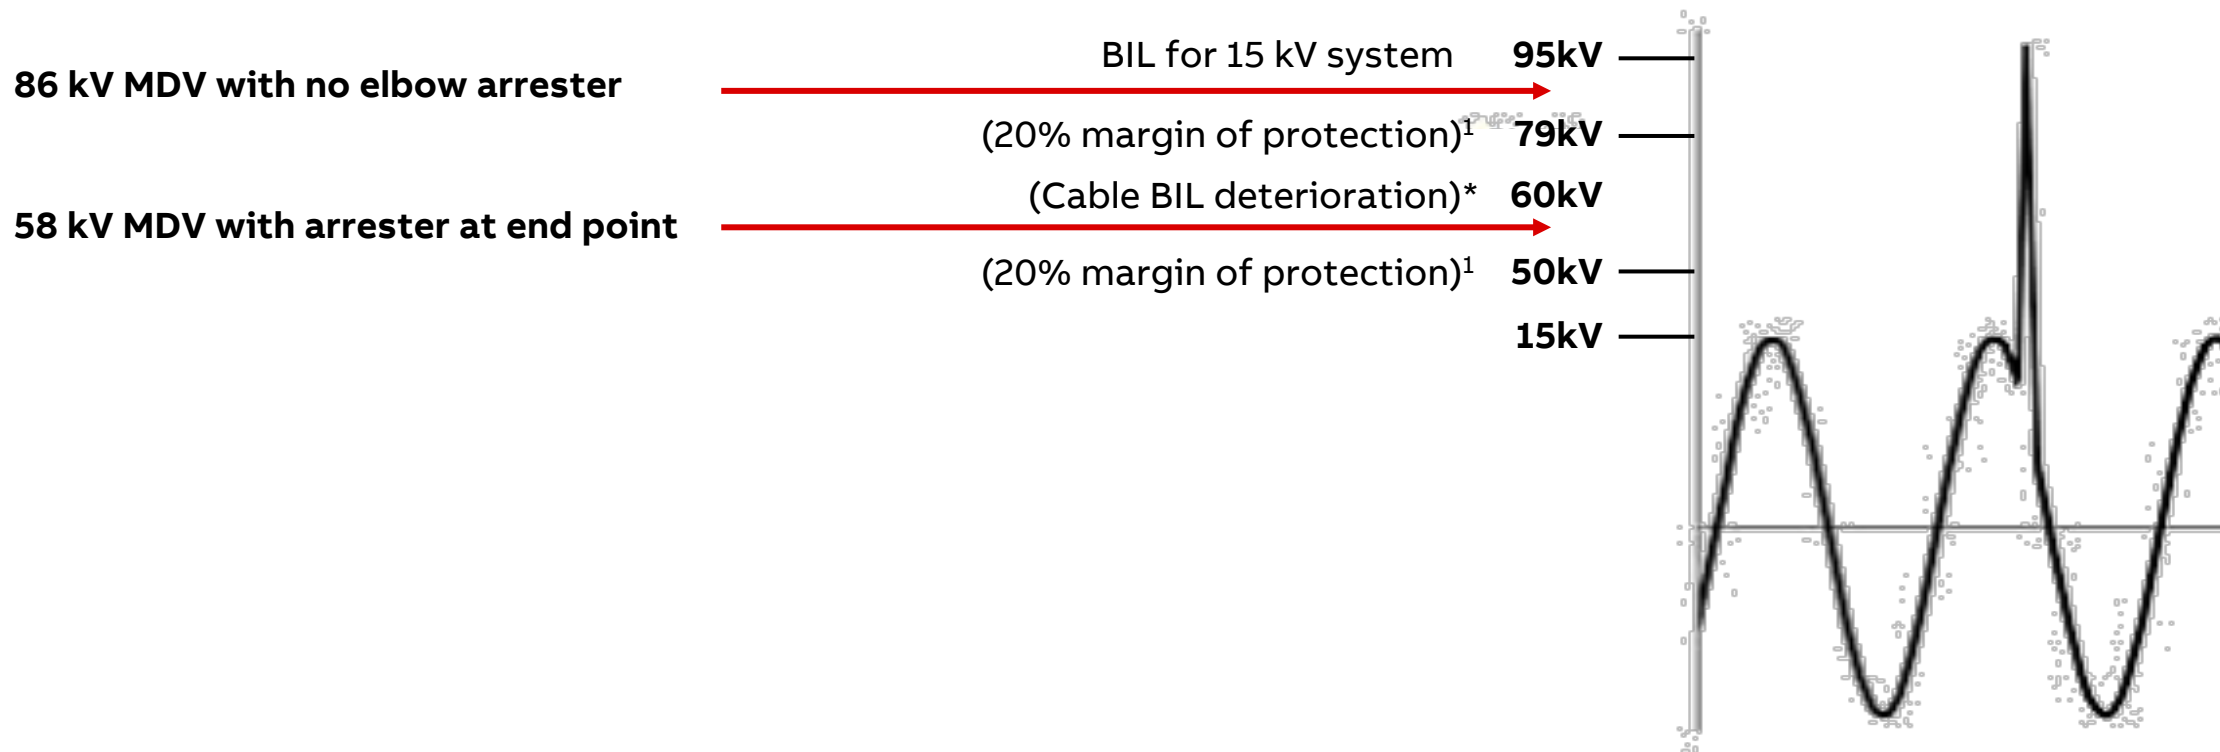 BIL for 15 kV system 95kV
86 kV MDV with no elbow arrester
(20% margin of protection)¹ 79kV
(Cable BIL deterioration)* 60kV
58 kV MDV with arrester at end point
(20% margin of protection)¹ 50kV
15kV